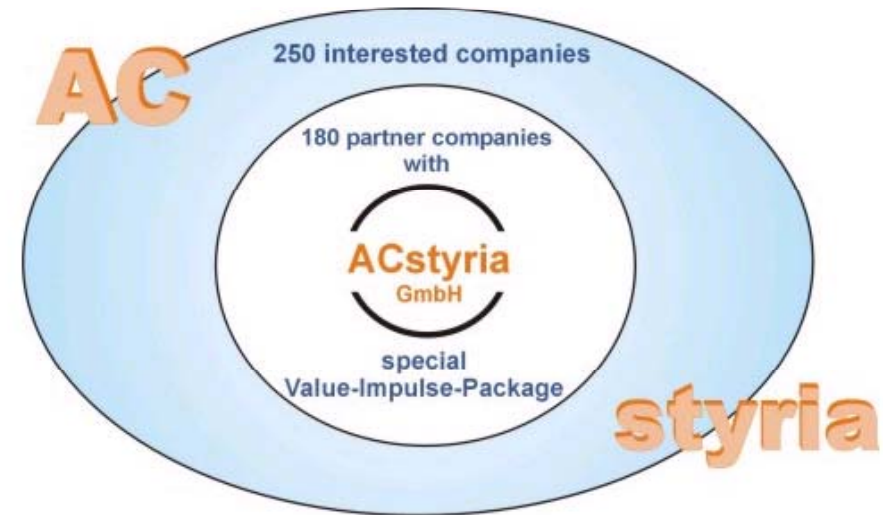 AC
250 interested companies
180 partner companies
with
ACstyria
GmbH
special
Value-Impulse-Package
styria